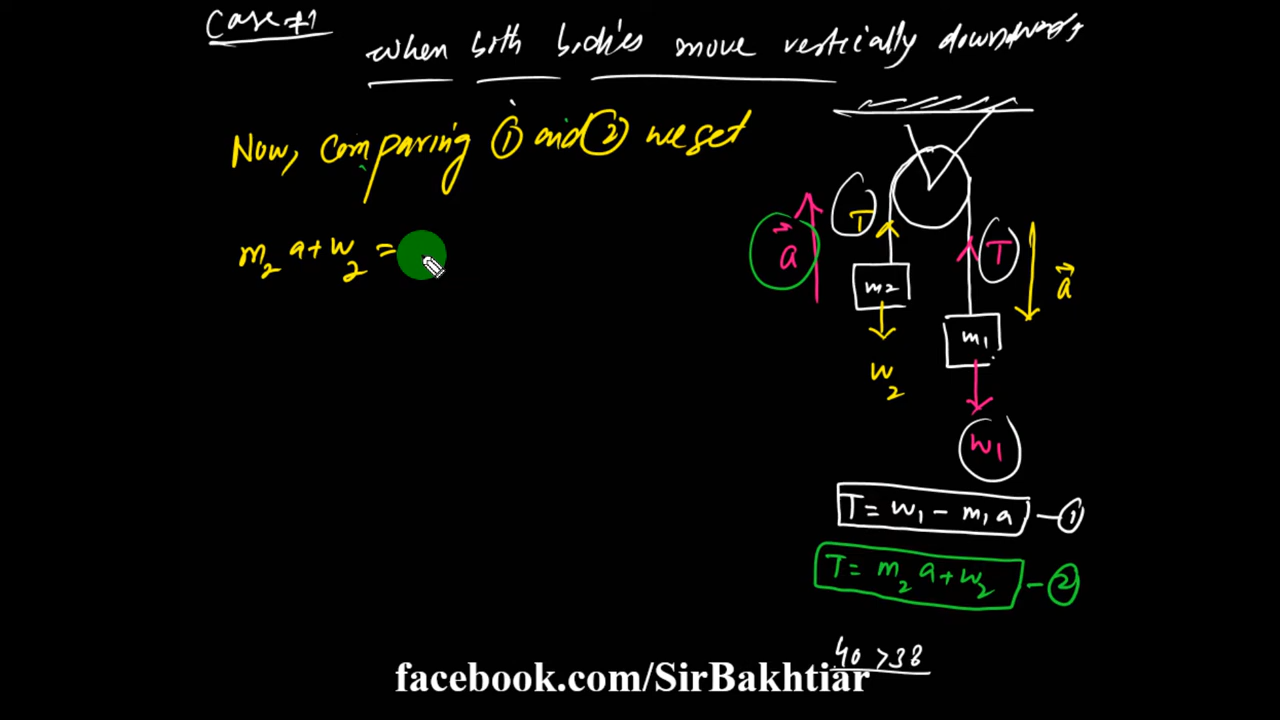 Case #1
when both bodies move vertically downwards
Now, comparing ① and ② we get
m₂ a + w₂ =
a
T
T
a
m2
m1
w₂
w1
T = w₁ - m₁ a — ①
T = m₂ a + w₂ — ②
40 > 38
facebook.com/SirBakhtiar